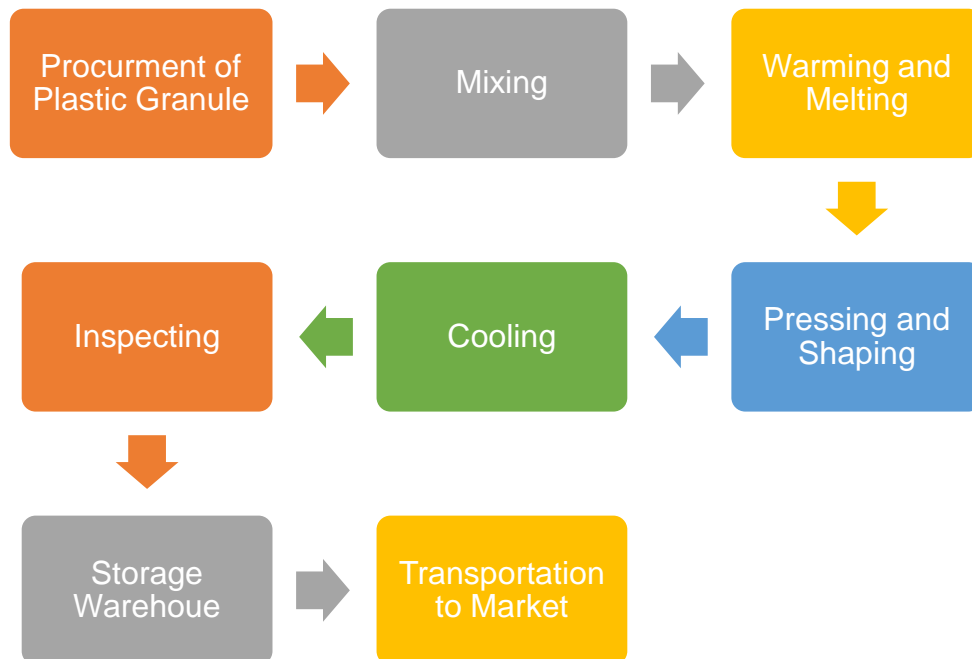 Procurment of
Plastic Granule
Mixing
Warming and
Melting
Pressing and
Shaping
Cooling
Inspecting
Storage
Warehoue
Transportation
to Market